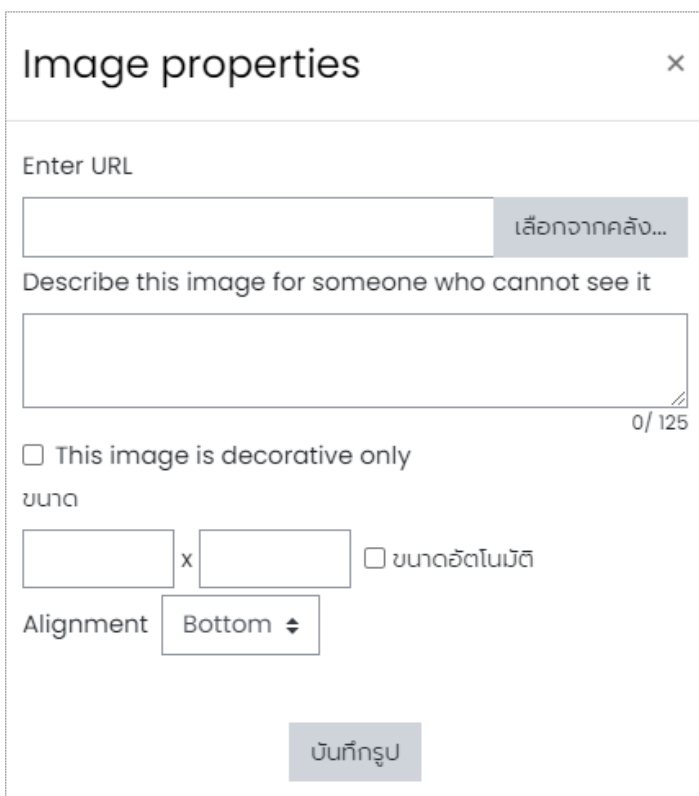 Image properties ×
Enter URL
เลือกจากคลัง...
Describe this image for someone who cannot see it
0/ 125
This image is decorative only
ขนาด
x ขนาดอัตโนมัติ
Alignment Bottom
บันทึกรูป